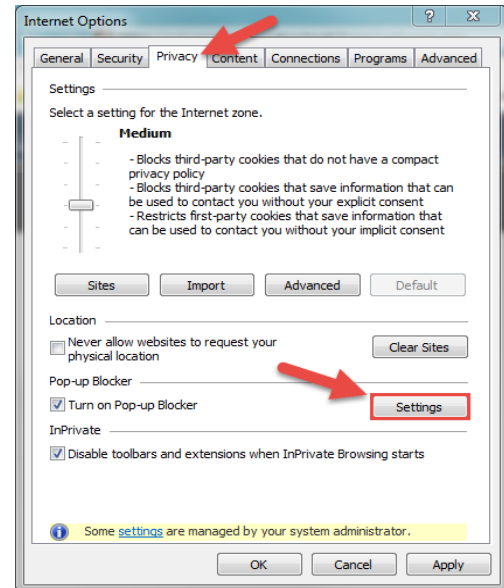 Internet Options
General Security Privacy Content Connections Programs Advanced
Settings
Select a setting for the Internet zone.
Medium
- Blocks third-party cookies that do not have a compact
privacy policy
- Blocks third-party cookies that save information that can
be used to contact you without your explicit consent
- Restricts first-party cookies that save information that
can be used to contact you without your implicit consent
Sites Import Advanced Default
Location
Never allow websites to request your
physical location
Clear Sites
Pop-up Blocker
Turn on Pop-up Blocker
Settings
InPrivate
Disable toolbars and extensions when InPrivate Browsing starts
Some settings are managed by your system administrator.
OK Cancel Apply